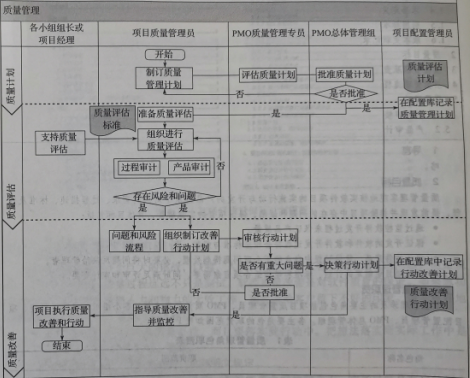 质量管理
各小组组长或
项目经理
项目质量管理员
PMO质量管理专员
PMO总体管理组
项目配置管理员
质量计划
开始
制订质量
管理计划
评估质量计划
批准质量计划
质量评估
计划
否
是否批准
是
是
在配置库记录
质量管理计划
质量评估
质量评估
标准
准备质量评估
支持质量
评估
组织进行
质量评估
过程审计
产品审计
否
存在风险和问题
是
是
问题和风险
流程
组织制订改善
行动计划
审核行动计划
是否有重大问题
是
决策行动计划
在配置库中记录
行动改善计划
否
是否批准
质量改善
行动计划
质量改善
项目执行质量
改善和行动
指导质量改善
并监控
是
结束